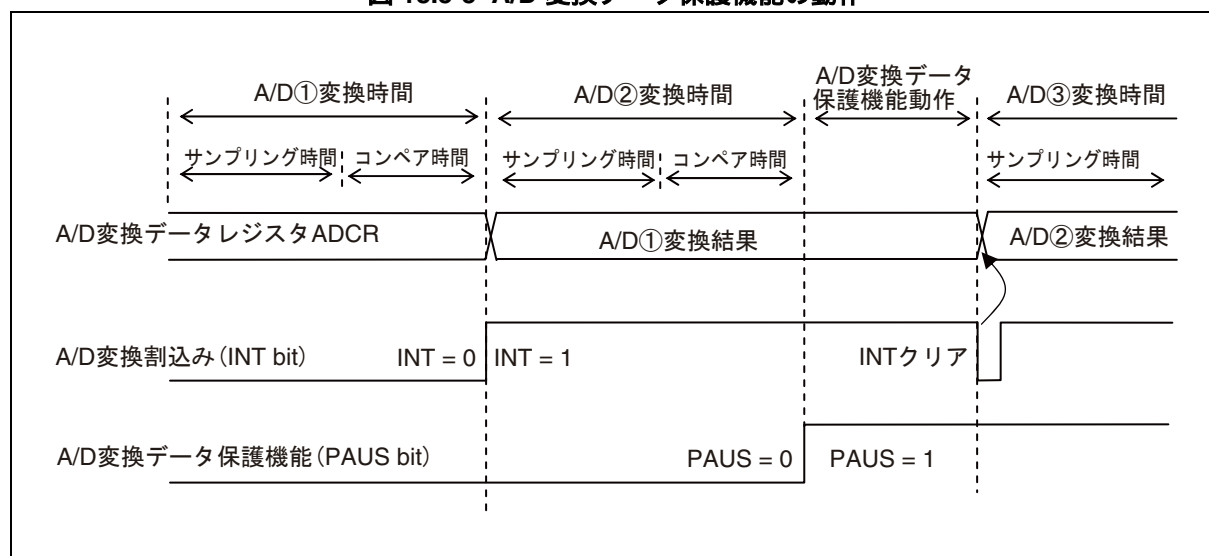 A/D変換データ
A/D①変換時間
A/D②変換時間
保護機能動作
A/D③変換時間
サンプリング時間
コンペア時間
サンプリング時間
コンペア時間
サンプリング時間
A/D変換データレジスタADCR
A/D①変換結果
A/D②変換結果
A/D変換割込み(INT bit)
INT = 0
INT = 1
INTクリア
A/D変換データ保護機能(PAUS bit)
PAUS = 0
PAUS = 1